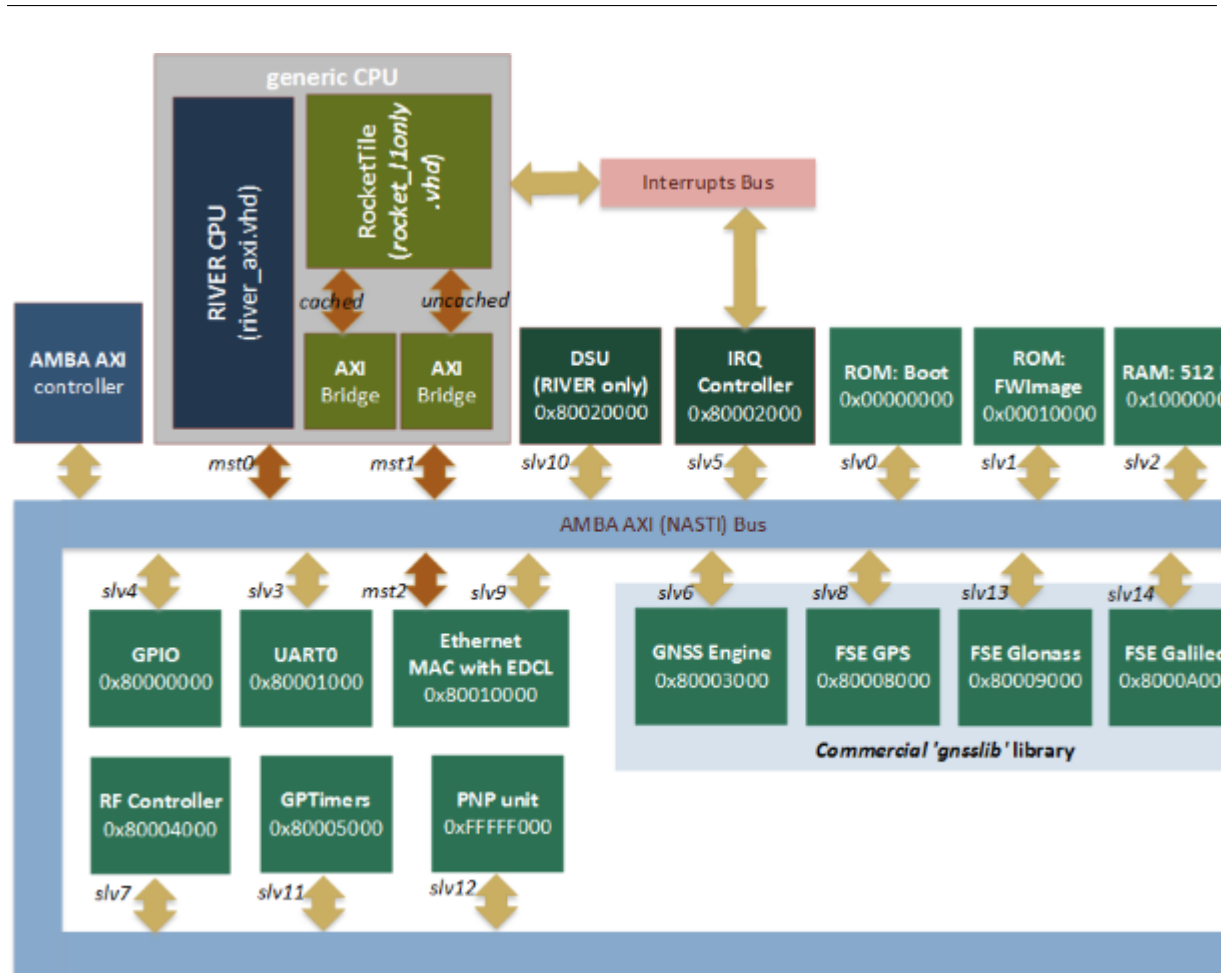 generic CPU
RIVER CPU
(river_axi.vhd)
RocketTile
(rocket_l1only
.vhd)
Interrupts Bus
cached
uncached
AXI
Bridge
AXI
Bridge
AMBA AXI
controller
DSU
(RIVER only)
0x80020000
IRQ
Controller
0x80002000
ROM: Boot
0x00000000
ROM:
FWImage
0x00010000
RAM: 512
0x1000000
mst0
mst1
slv10
slv5
slv0
slv1
slv2
AMBA AXI (NASTI) Bus
slv4
slv3
mst2
slv9
slv6
slv8
slv13
slv14
GPIO
0x80000000
UART0
0x80001000
Ethernet
MAC with EDCL
0x80010000
GNSS Engine
0x80003000
FSE GPS
0x80008000
FSE Glonass
0x80009000
FSE Galileo
0x8000A00
Commercial 'gnsslib' library
RF Controller
0x80004000
GPTimers
0x80005000
PNP unit
0xFFFFF000
slv7
slv11
slv12